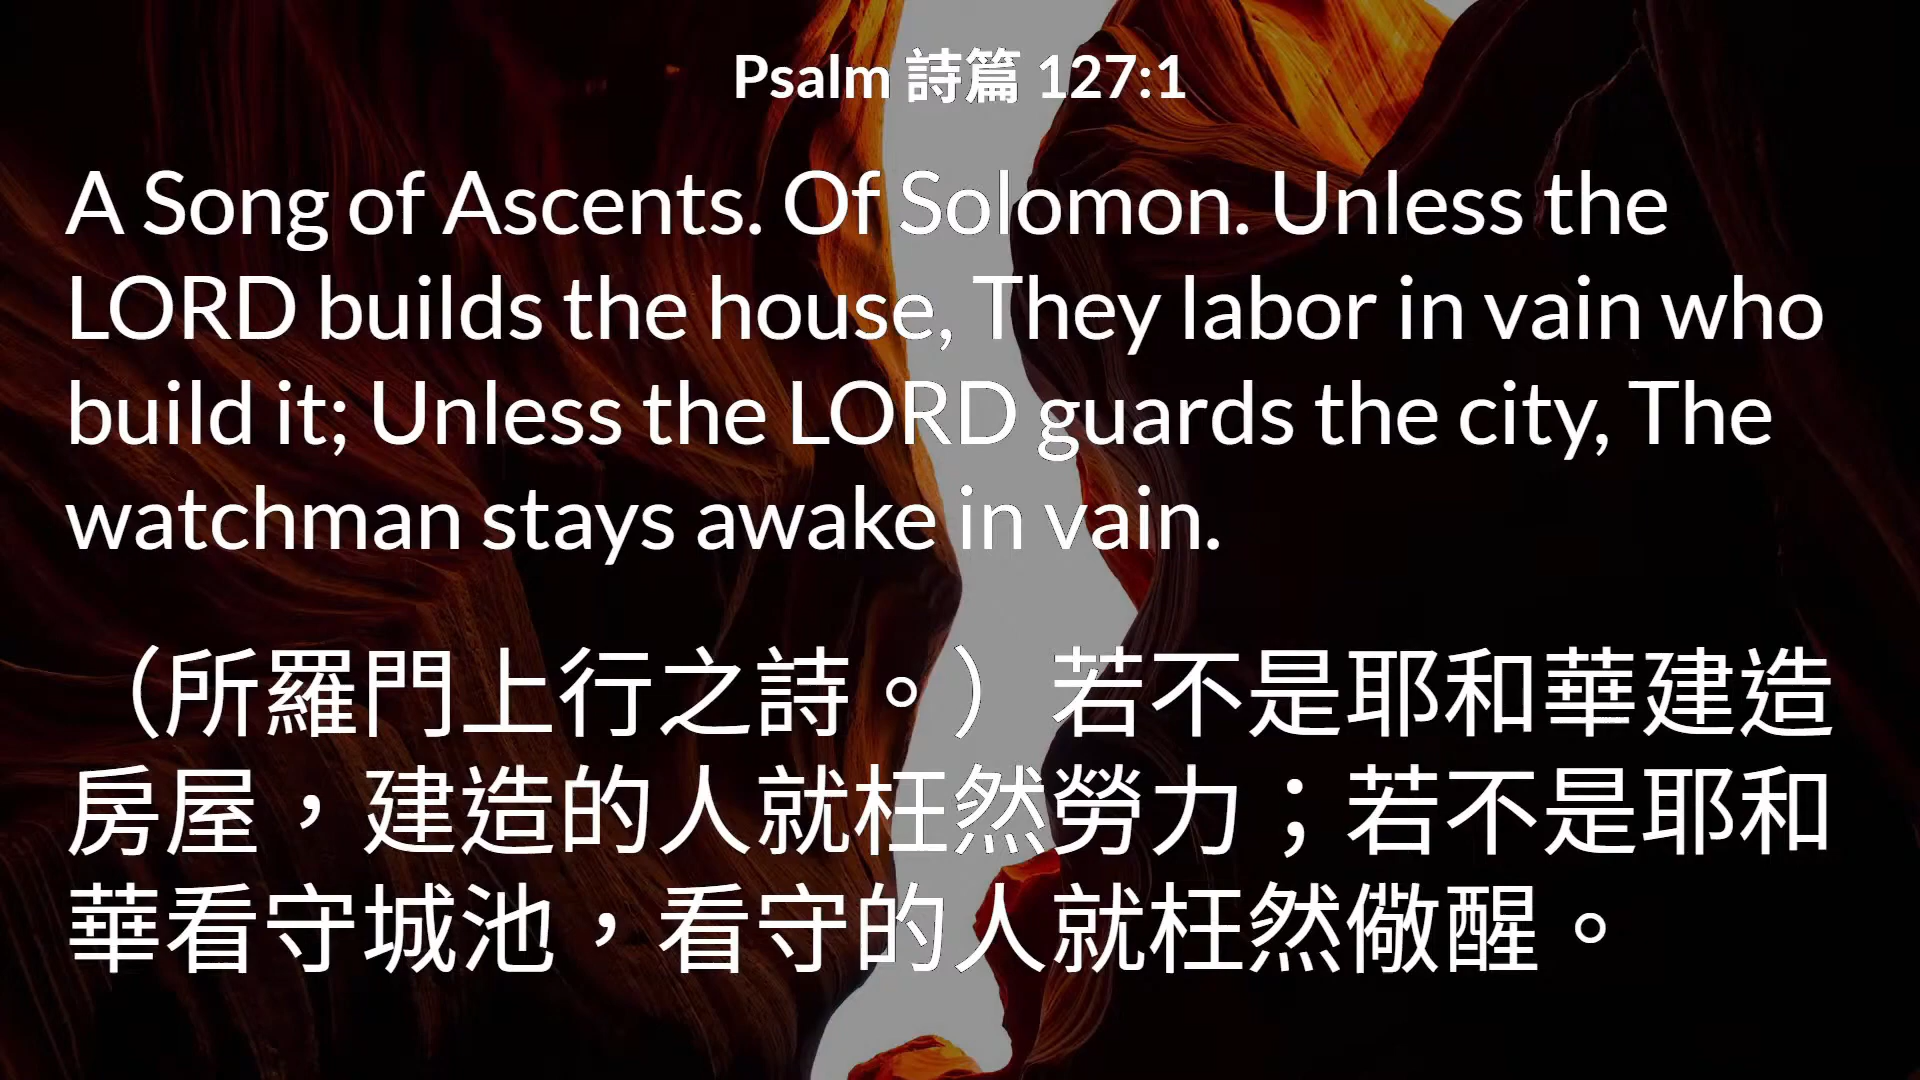 Psalm 詩篇 127:1
A Song of Ascents. Of Solomon. Unless the
LORD builds the house, They labor in vain who
build it; Unless the LORD guards the city, The
watchman stays awake in vain.
（所羅門上行之詩。）若不是耶和華建造
房屋，建造的人就枉然勞力；若不是耶和
華看守城池，看守的人就枉然儆醒。